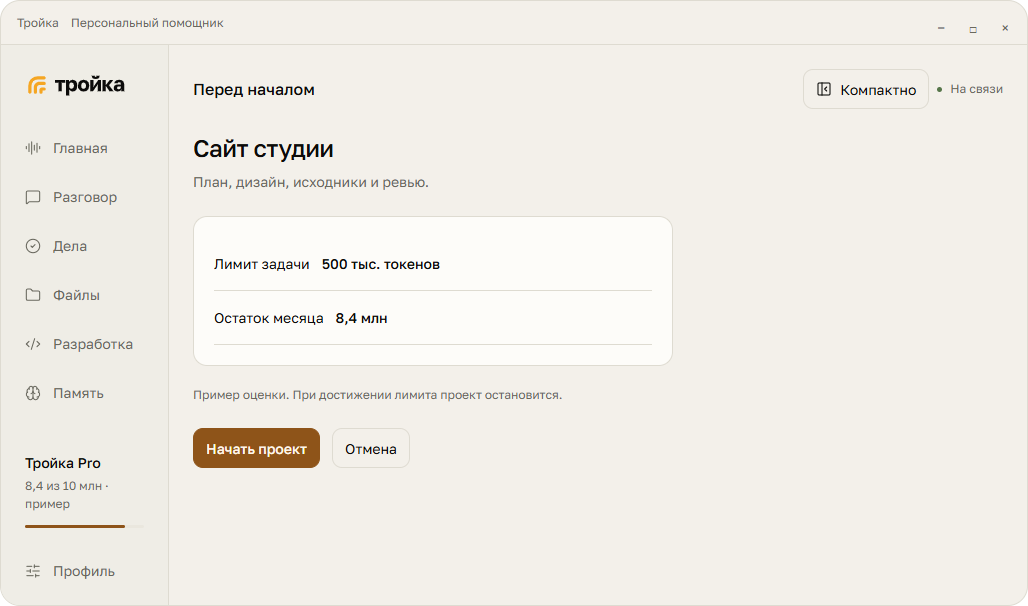 Тройка Персональный помощник
тройка
Главная
Разговор
Дела
Файлы
Разработка
Память
Тройка Pro
8,4 из 10 млн ·
пример
Профиль
Перед началом
Компактно
На связи
Сайт студии
План, дизайн, исходники и ревью.
Лимит задачи 500 тыс. токенов
Остаток месяца 8,4 млн
Пример оценки. При достижении лимита проект остановится.
Начать проект
Отмена